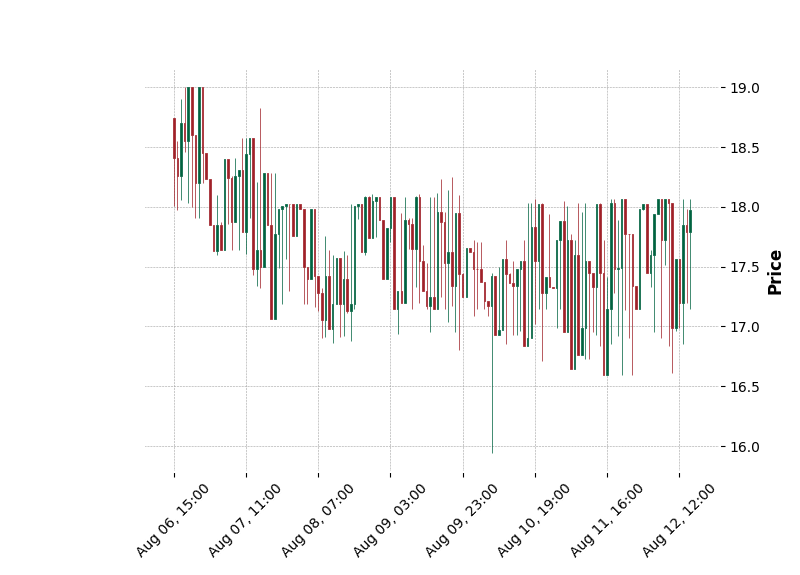 19.0
18.5
18.0
17.5
17.0
16.5
16.0
Price
Aug 06, 15:00
Aug 07, 11:00
Aug 08, 07:00
Aug 09, 03:00
Aug 09, 23:00
Aug 10, 19:00
Aug 11, 16:00
Aug 12, 12:00